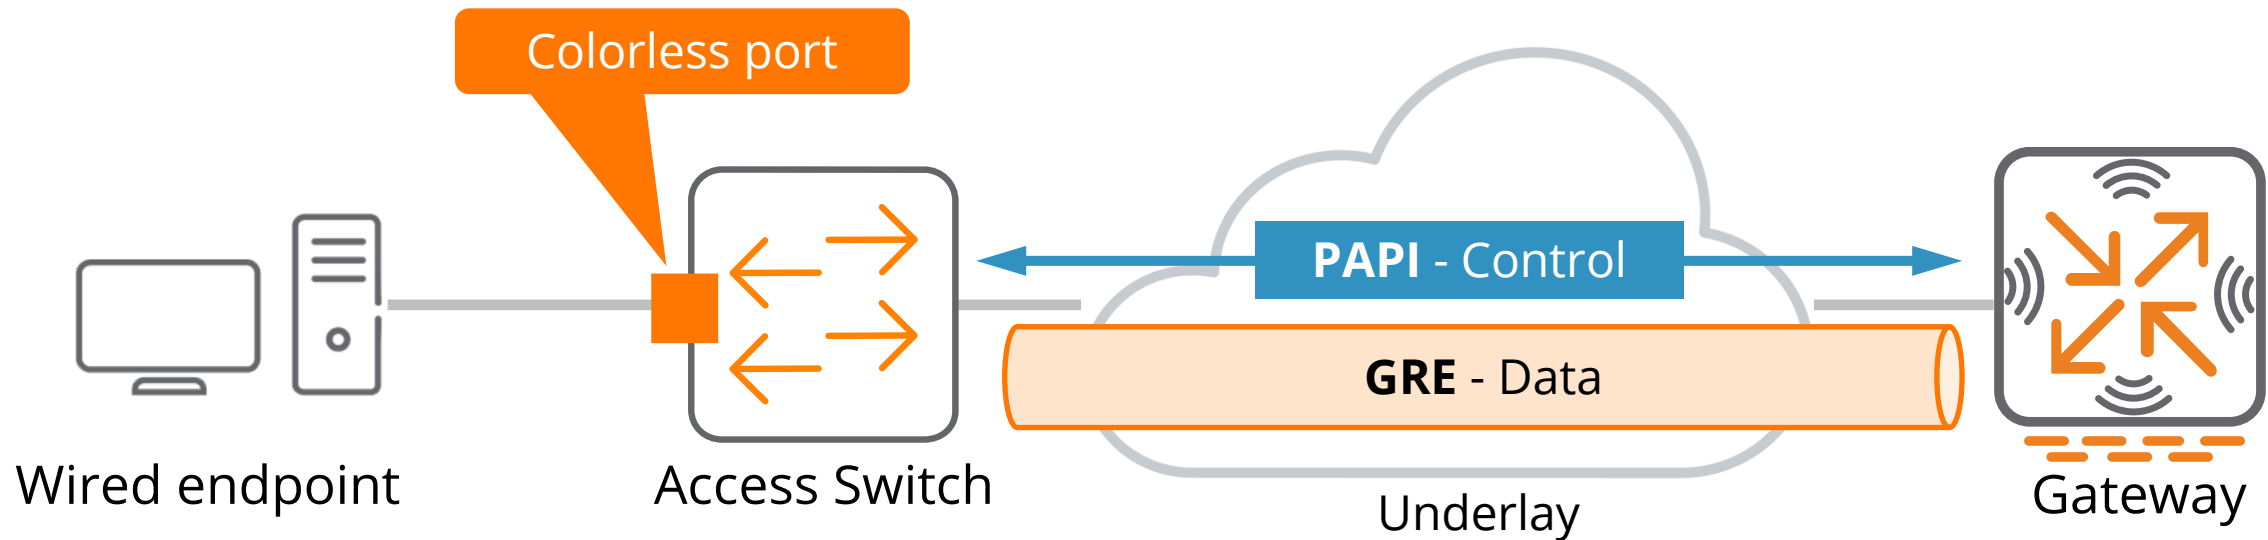 Colorless port
PAPI - Control
GRE - Data
Wired endpoint
Access Switch
Underlay
Gateway